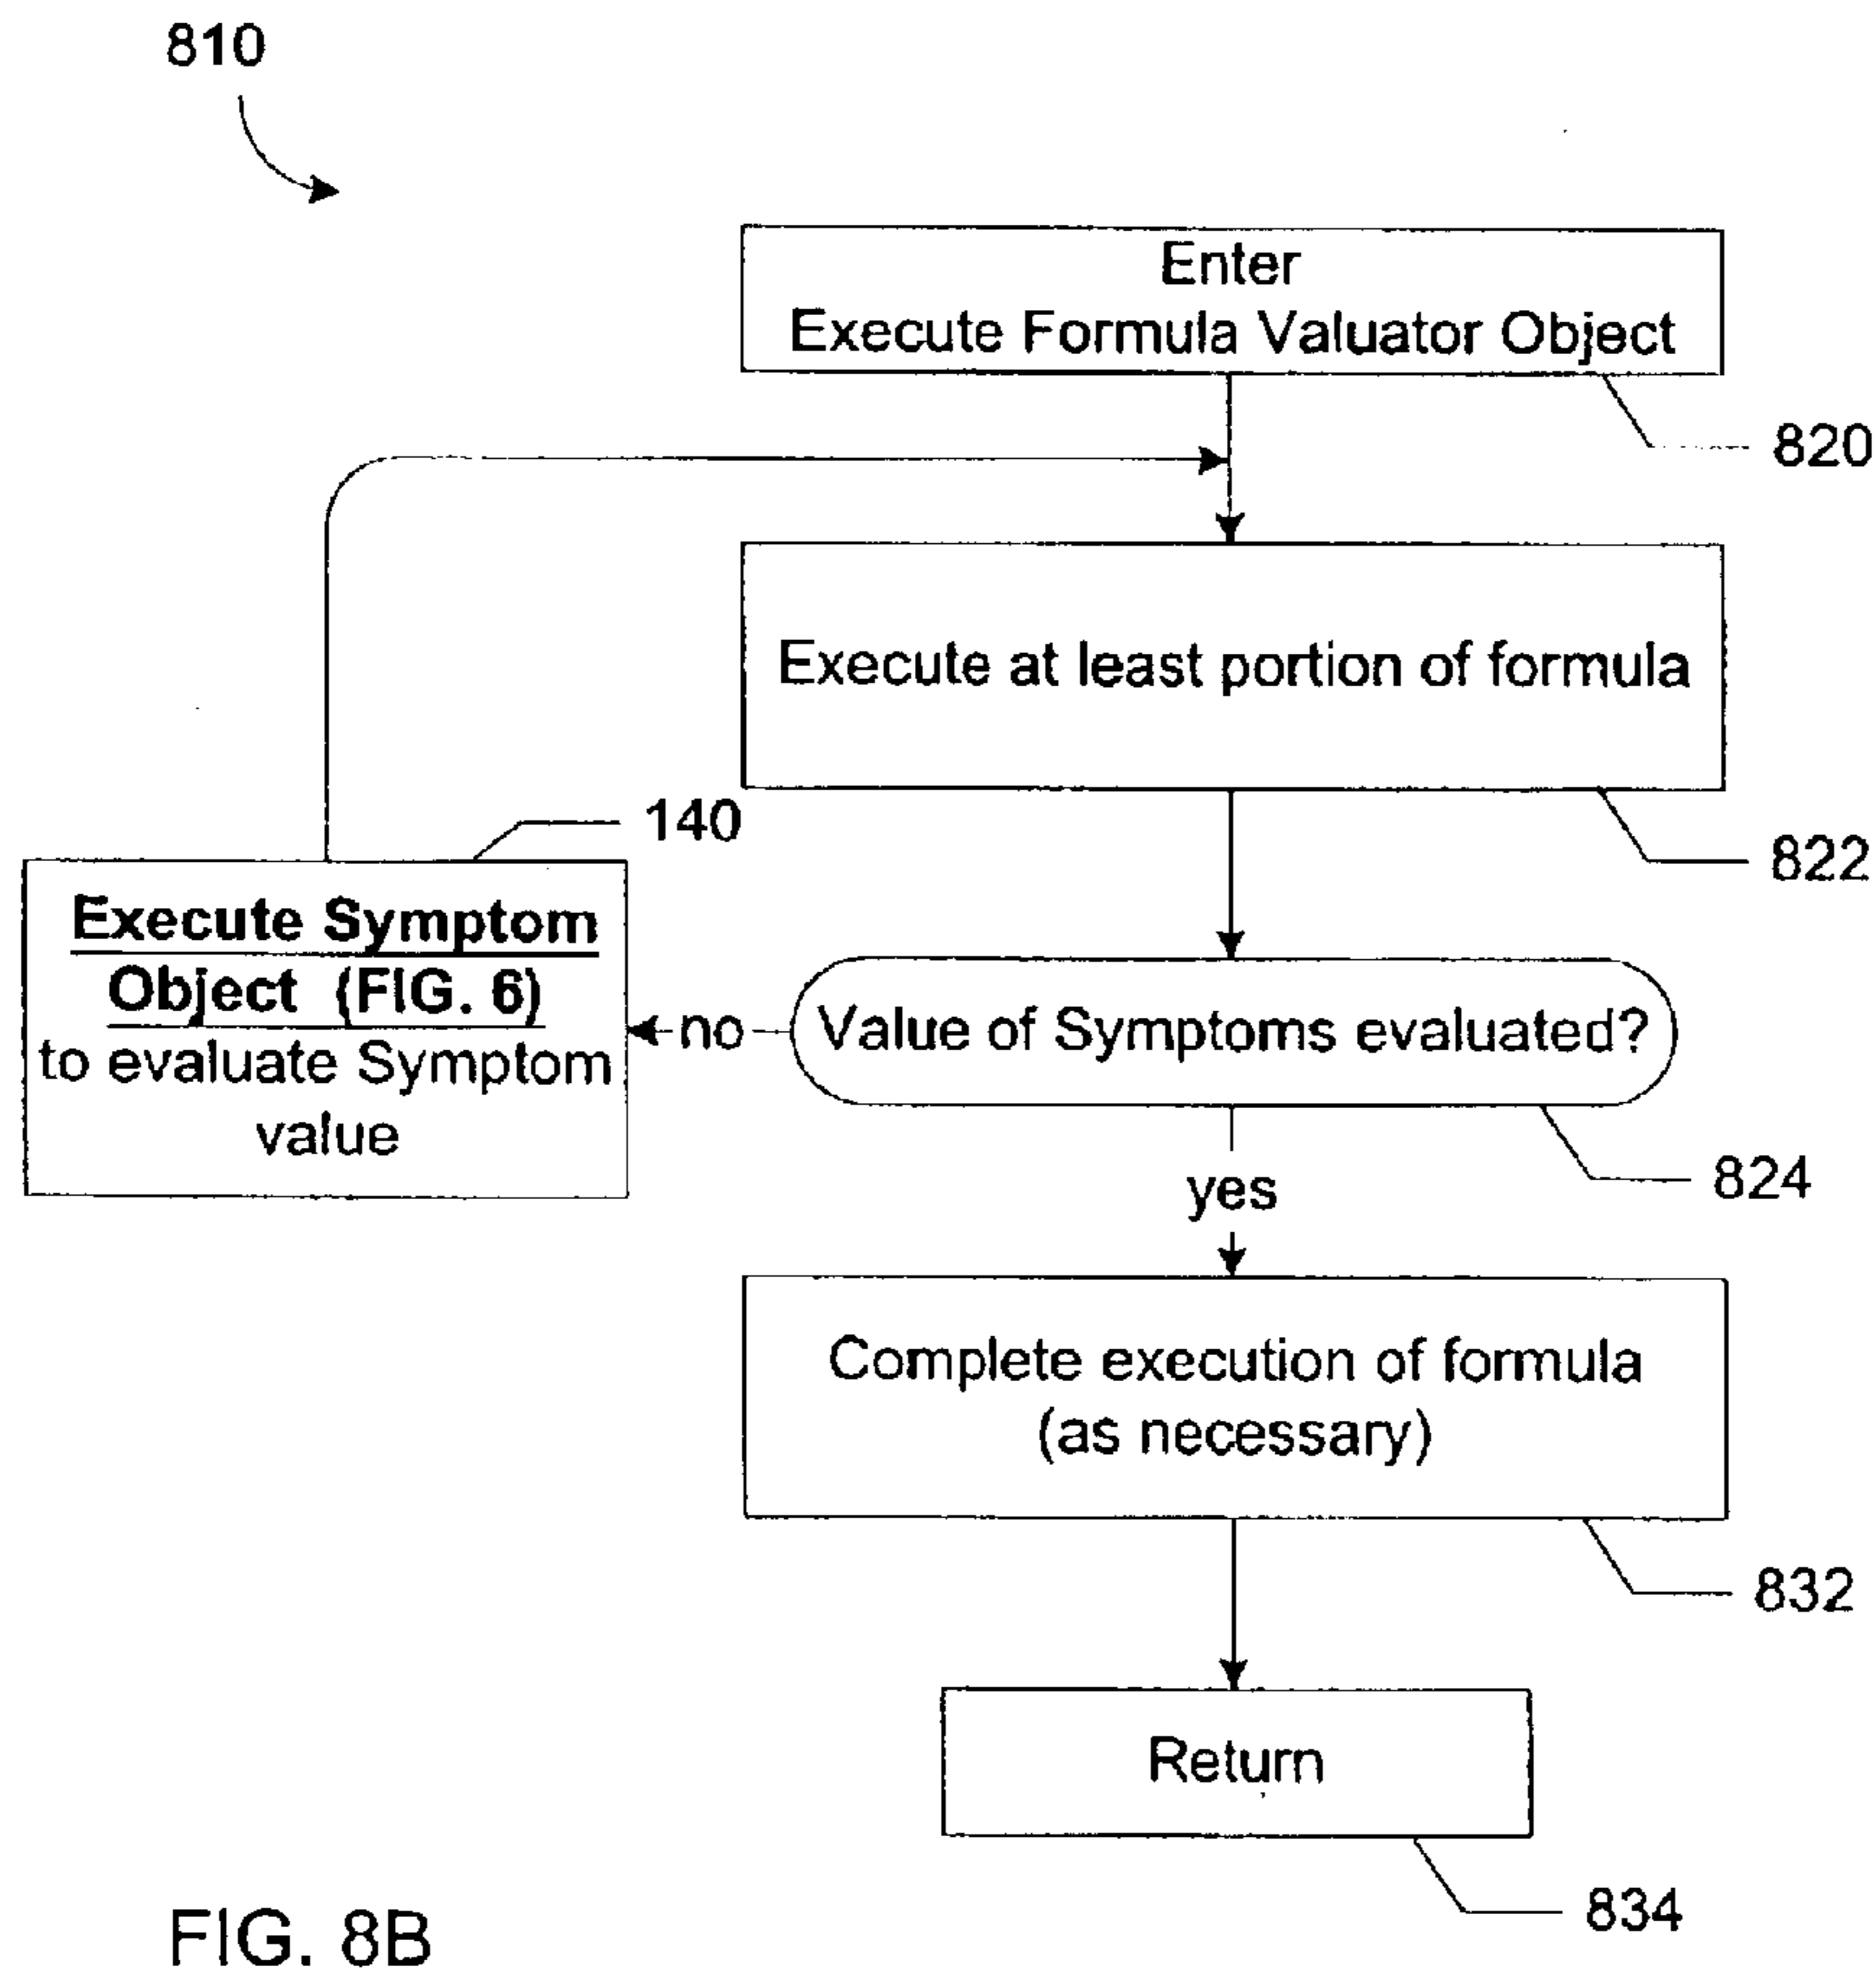 810
Enter
Execute Formula Valuator Object
820
Execute at least portion of formula
822
140
Execute Symptom
Object (FIG. 6)
to evaluate Symptom
value
no
Value of Symptoms evaluated?
824
yes
Complete execution of formula
(as necessary)
832
Return
834
FIG. 8B